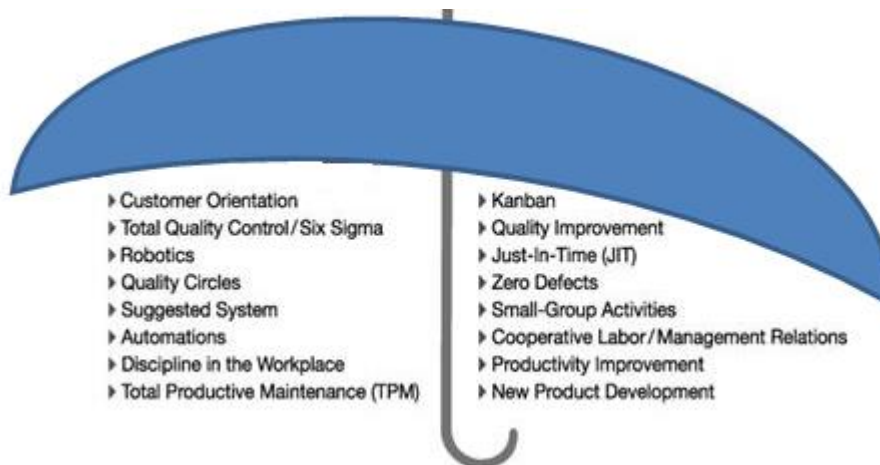 Customer Orientation
Total Quality Control/Six Sigma
Robotics
Quality Circles
Suggested System
Automations
Discipline in the Workplace
Total Productive Maintenance (TPM)
Kanban
Quality Improvement
Just-In-Time (JIT)
Zero Defects
Small-Group Activities
Cooperative Labor/Management Relations
Productivity Improvement
New Product Development